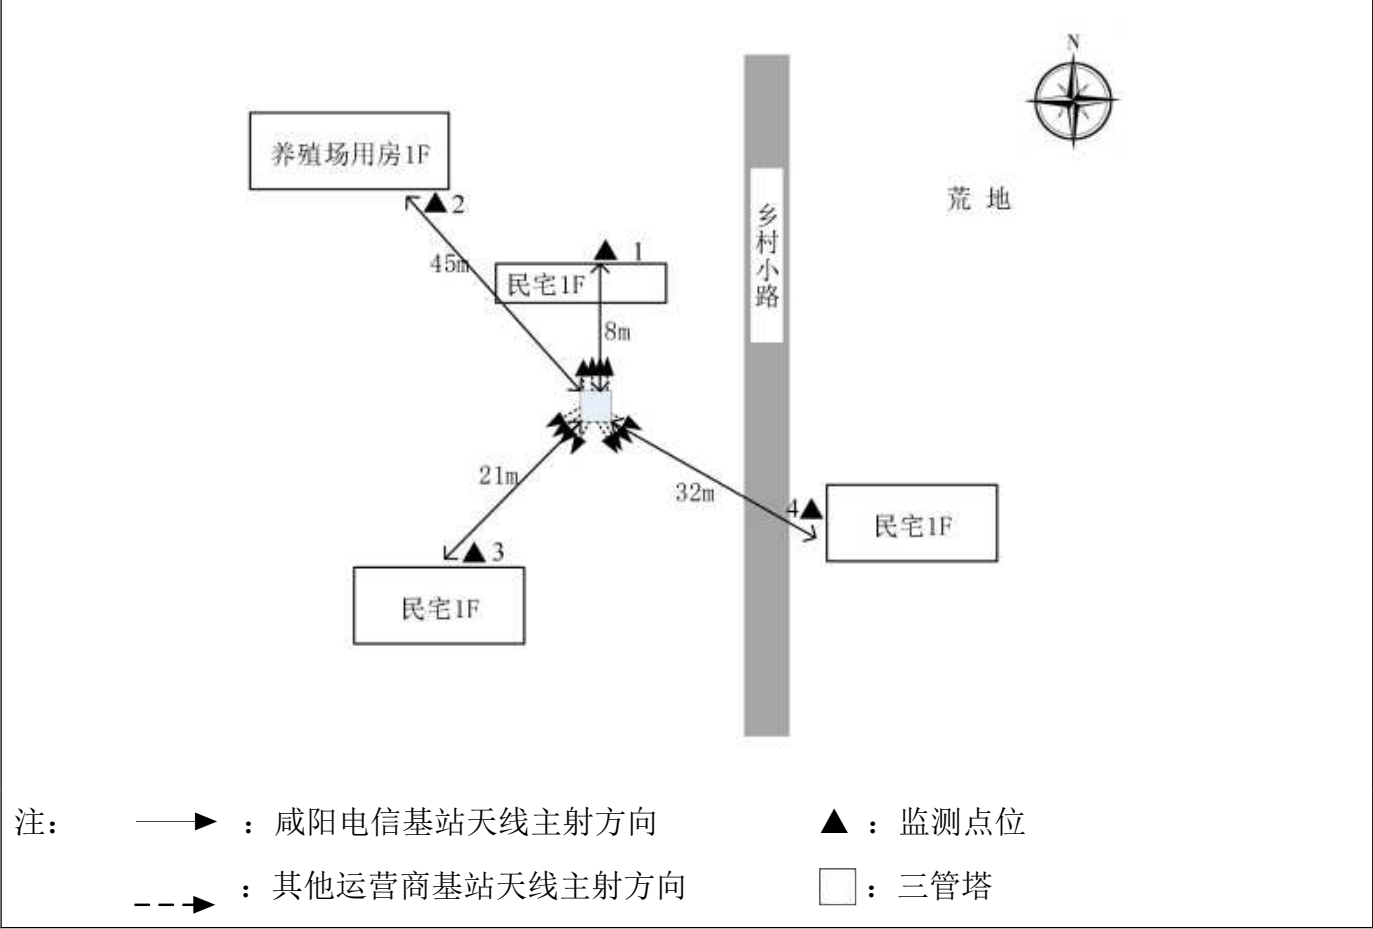 N
养殖场用房1F
荒 地
▲2
乡村小路
▲ 1
45m
民宅1F
8m
21m
32m
4▲
民宅1F
▲3
民宅1F
注：
：咸阳电信基站天线主射方向
▲：监测点位
：其他运营商基站天线主射方向
：三管塔